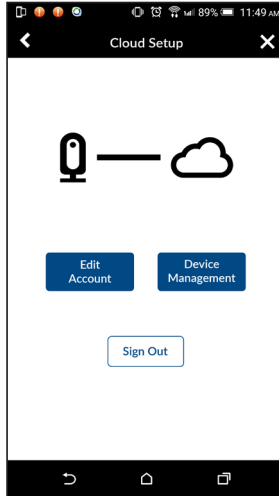 89% 11:49 AM
Cloud Setup
Edit
Account
Device
Management
Sign Out